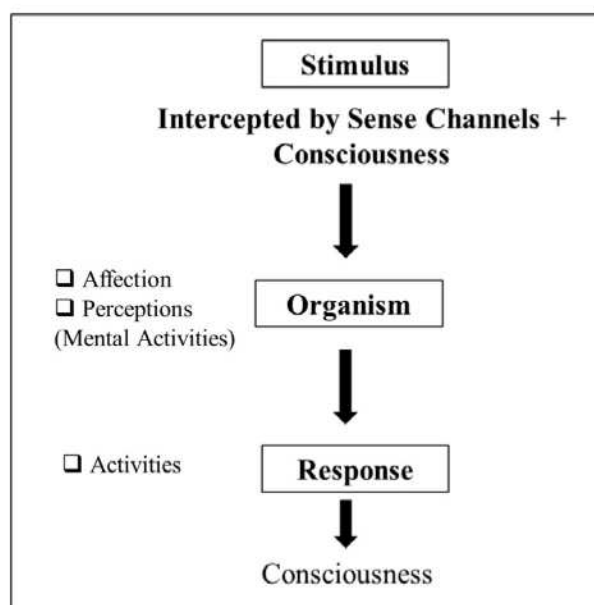 Stimulus
Intercepted by Sense Channels +
Consciousness
❑ Affection
❑ Perceptions
(Mental Activities)
Organism
❑ Activities
Response
Consciousness